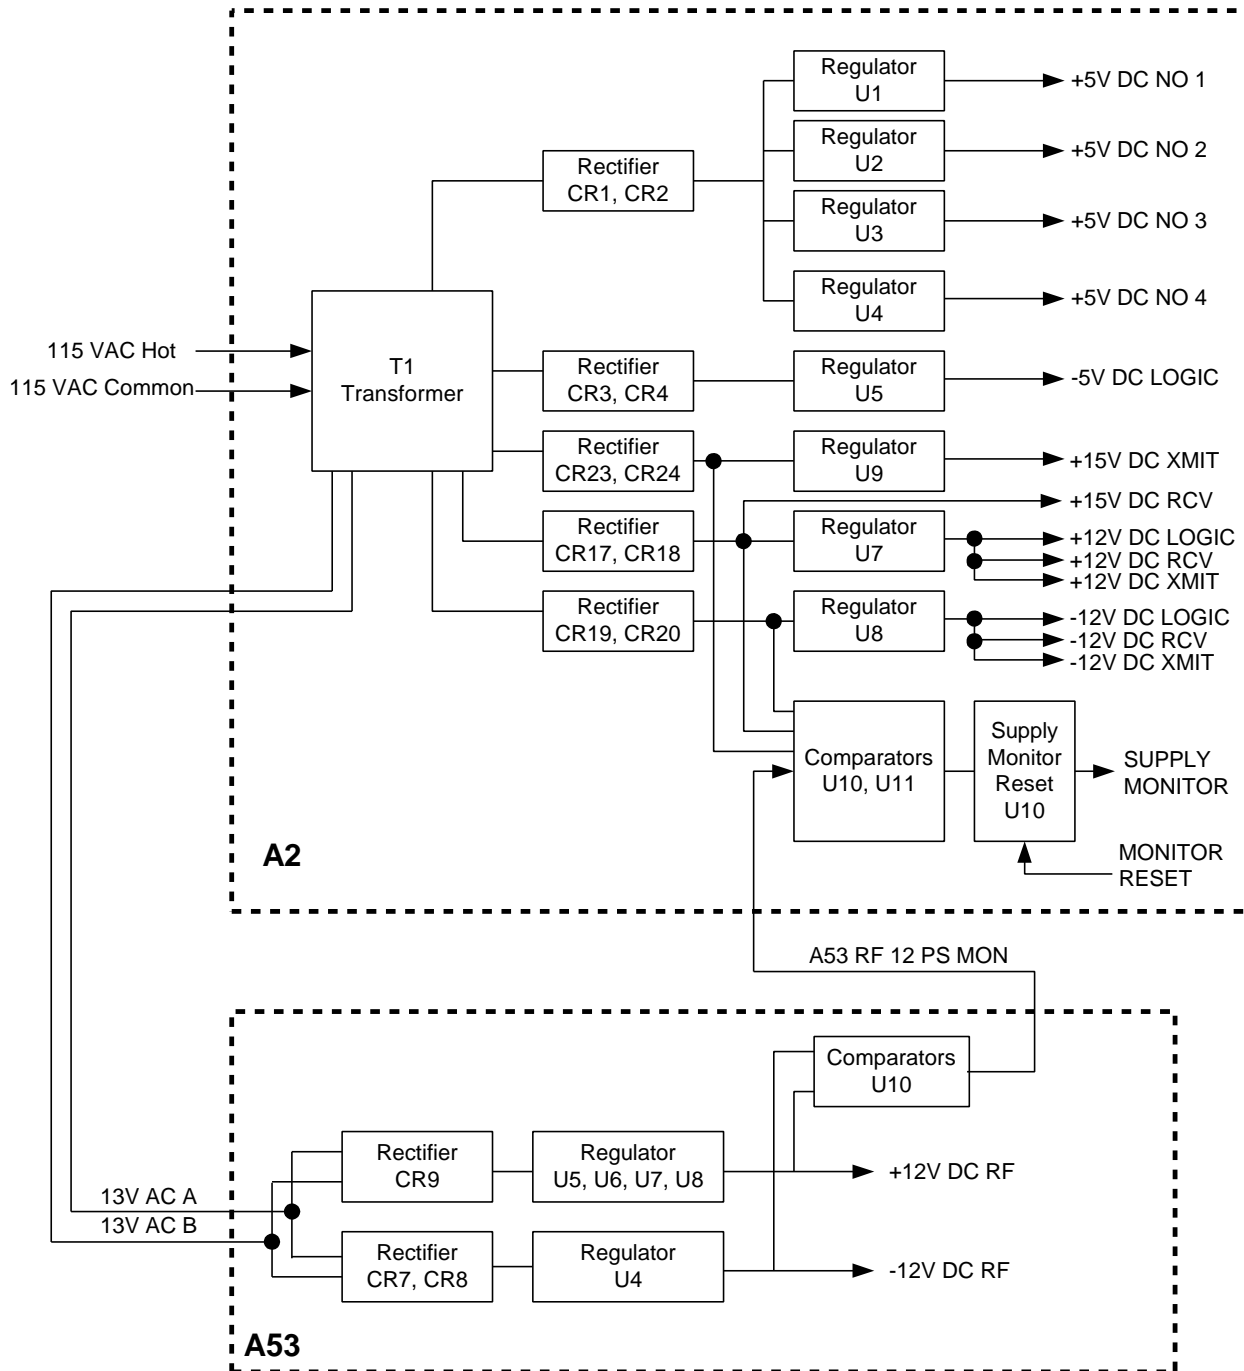 Regulator
U1
+5V DC NO 1
Regulator
U2
+5V DC NO 2
Rectifier
CR1, CR2
Regulator
U3
+5V DC NO 3
Regulator
U4
+5V DC NO 4
115 VAC Hot
115 VAC Common
T1
Transformer
Rectifier
CR3, CR4
Regulator
U5
-5V DC LOGIC
Rectifier
CR23, CR24
Regulator
U9
+15V DC XMIT
+15V DC RCV
Rectifier
CR17, CR18
Regulator
U7
+12V DC LOGIC
+12V DC RCV
+12V DC XMIT
Rectifier
CR19, CR20
Regulator
U8
-12V DC LOGIC
-12V DC RCV
-12V DC XMIT
Comparators
U10, U11
Supply
Monitor
Reset
U10
SUPPLY
MONITOR
MONITOR
RESET
A2
A53 RF 12 PS MON
Comparators
U10
Rectifier
CR9
Regulator
U5, U6, U7, U8
+12V DC RF
13V AC A
13V AC B
Rectifier
CR7, CR8
Regulator
U4
-12V DC RF
A53